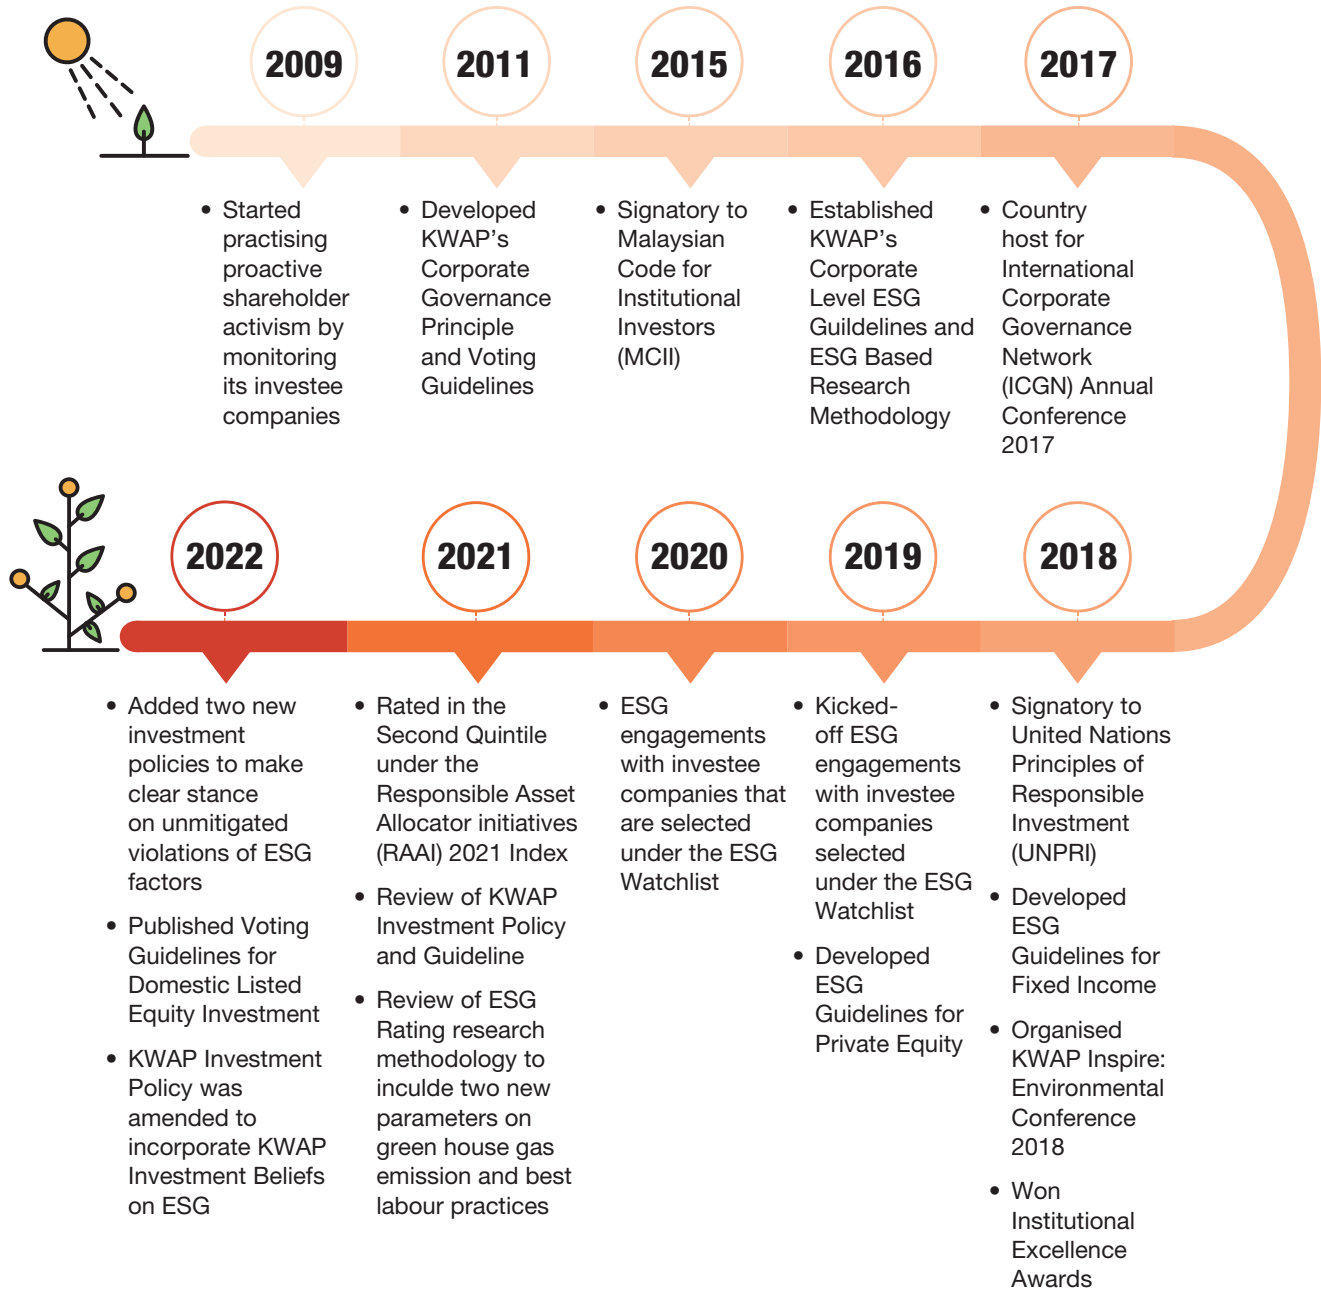 2009
2011
2015
2016
2017
• Started
practising
proactive
shareholder
activism by
monitoring
its investee
companies
• Developed
KWAP's
Corporate
Governance
Principle
and Voting
Guidelines
• Signatory to
Malaysian
Code for
Institutional
Investors
(MCII)
• Established
KWAP's
Corporate
Level ESG
Guildelines and
ESG Based
Research
Methodology
• Country
host for
International
Corporate
Governance
Network
(ICGN) Annual
Conference
2017
2022
2021
2020
2019
2018
• Added two new
investment
policies to make
clear stance
on unmitigated
violations of ESG
factors
• Published Voting
Guidelines for
Domestic Listed
Equity Investment
• KWAP Investment
Policy was
amended to
incorporate KWAP
Investment Beliefs
on ESG
• Rated in the
Second Quintile
under the
Responsible Asset
Allocator initiatives
(RAAI) 2021 Index
• Review of KWAP
Investment Policy
and Guideline
• Review of ESG
Rating research
methodology to
inculde two new
parameters on
green house gas
emission and best
labour practices
• ESG
engagements
with investee
companies that
are selected
under the ESG
Watchlist
• Kicked-
off ESG
engagements
with investee
companies
selected
under the ESG
Watchlist
• Developed
ESG
Guidelines for
Private Equity
• Signatory to
United Nations
Principles of
Responsible
Investment
(UNPRI)
• Developed
ESG
Guidelines for
Fixed Income
• Organised
KWAP Inspire:
Environmental
Conference
2018
• Won
Institutional
Excellence
Awards